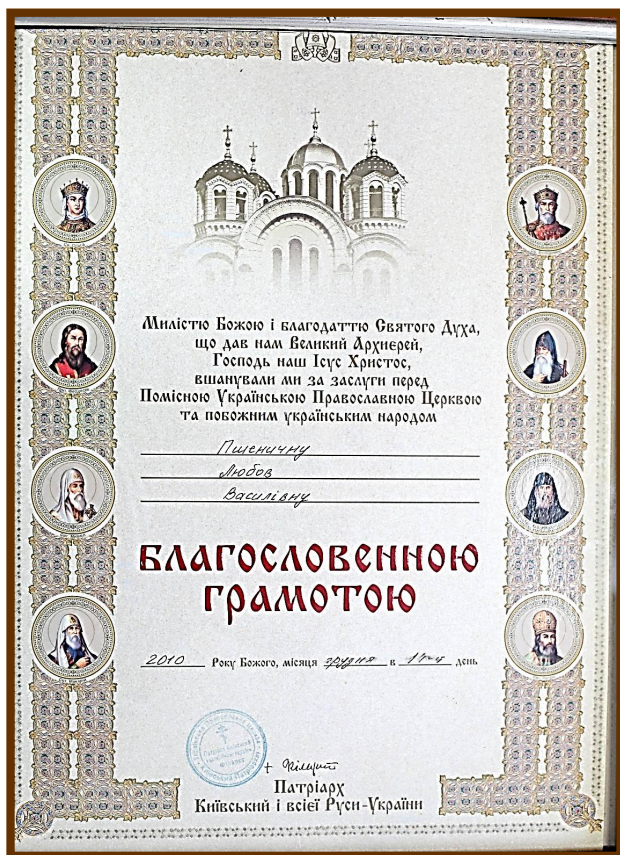 Милістю Божою і благодаттю Святого Духа,
що дав нам Великий Архиєрей,
Господь наш Ісус Христос,
вшанували ми за заслуги перед
Помісною Українською Православною Церквою
та побожним українським народом
Пшеничну
Любов
Василівну
БЛАГОСЛОВЕННОЮ
ГРАМОТОЮ
2010 Року Божого, місяця грудня в день
+ Філарет
Патріарх
Київський і всієї Руси-України